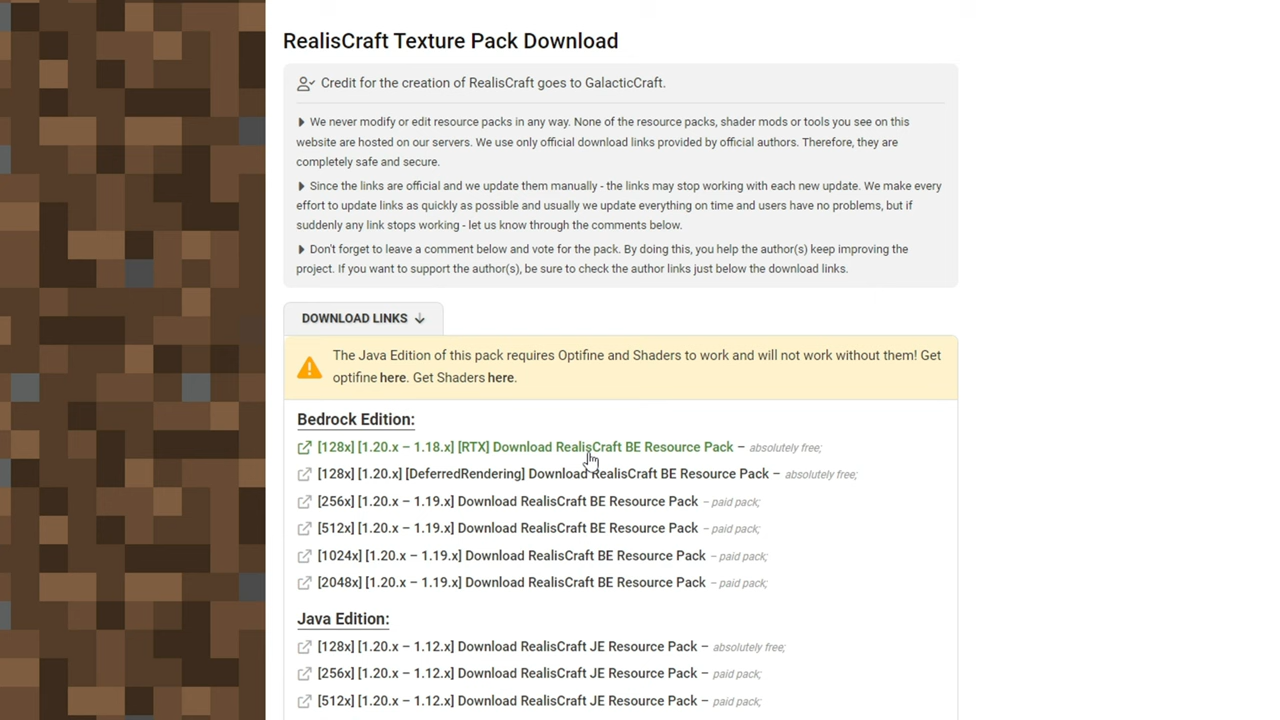 RealisCraft Texture Pack Download
Credit for the creation of RealisCraft goes to GalacticCraft.
We never modify or edit resource packs in any way. None of the resource packs, shader mods or tools you see on this
website are hosted on our servers. We use only official download links provided by official authors. Therefore, they are
completely safe and secure.
Since the links are official and we update them manually - the links may stop working with each new update. We make every
effort to update links as quickly as possible and usually we update everything on time and users have no problems, but if
suddenly any link stops working - let us know through the comments below.
Don't forget to leave a comment below and vote for the pack. By doing this, you help the author(s) keep improving the
project. If you want to support the author(s), be sure to check the author links just below the download links.
DOWNLOAD LINKS ↓
The Java Edition of this pack requires Optifine and Shaders to work and will not work without them! Get
optifine here. Get Shaders here.
Bedrock Edition:
[128x] [1.20.x – 1.18.x] [RTX] Download RealisCraft BE Resource Pack – absolutely free;
[128x] [1.20.x] [DeferredRendering] Download RealisCraft BE Resource Pack – absolutely free;
[256x] [1.20.x – 1.19.x] Download RealisCraft BE Resource Pack – paid pack;
[512x] [1.20.x – 1.19.x] Download RealisCraft BE Resource Pack – paid pack;
[1024x] [1.20.x – 1.19.x] Download RealisCraft BE Resource Pack – paid pack;
[2048x] [1.20.x – 1.19.x] Download RealisCraft BE Resource Pack – paid pack;
Java Edition:
[128x] [1.20.x – 1.12.x] Download RealisCraft JE Resource Pack – absolutely free;
[256x] [1.20.x – 1.12.x] Download RealisCraft JE Resource Pack – paid pack;
[512x] [1.20.x – 1.12.x] Download RealisCraft JE Resource Pack – paid pack;